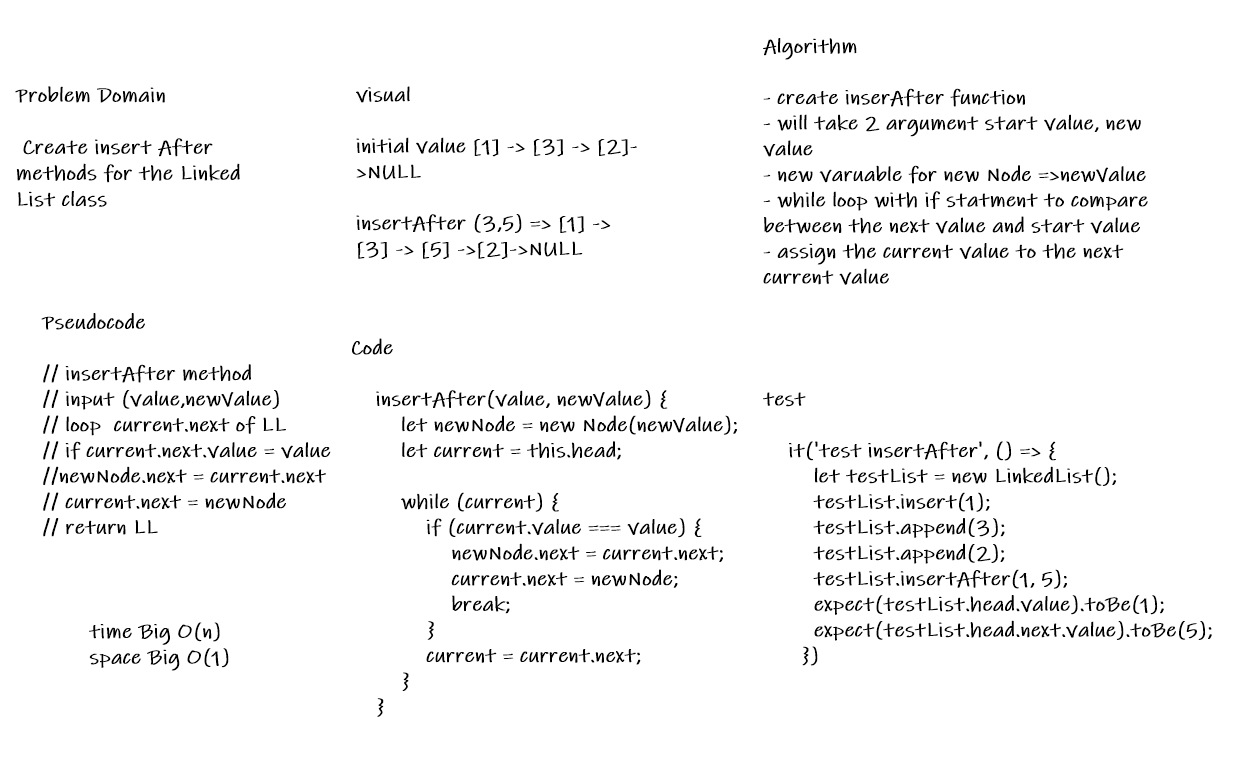 Problem Domain
Create insert After
methods for the Linked
List class
visual
initial value [1] -> [3] -> [2]-
>NULL
insertAfter (3,5) => [1] ->
[3] -> [5] ->[2]->NULL
Algorithm
- create inserAfter function
- will take 2 argument start value, new
value
- new varuable for new Node =>newValue
- while loop with if statment to compare
between the next value and start value
- assign the current value to the next
current value
Pseudocode
// insertAfter method
// input (value,newValue)
// loop current.next of LL
// if current.next.value = value
//newNode.next = current.next
// current.next = newNode
// return LL
time Big O(n)
space Big O(1)
Code
insertAfter(value, newValue) {
let newNode = new Node(newValue);
let current = this.head;
while (current) {
if (current.value === value) {
newNode.next = current.next;
current.next = newNode;
break;
}
current = current.next;
}
}
test
it('test insertAfter', () => {
let testList = new LinkedList();
testList.insert(1);
testList.append(3);
testList.append(2);
testList.insertAfter(1, 5);
expect(testList.head.value).toBe(1);
expect(testList.head.next.value).toBe(5);
})